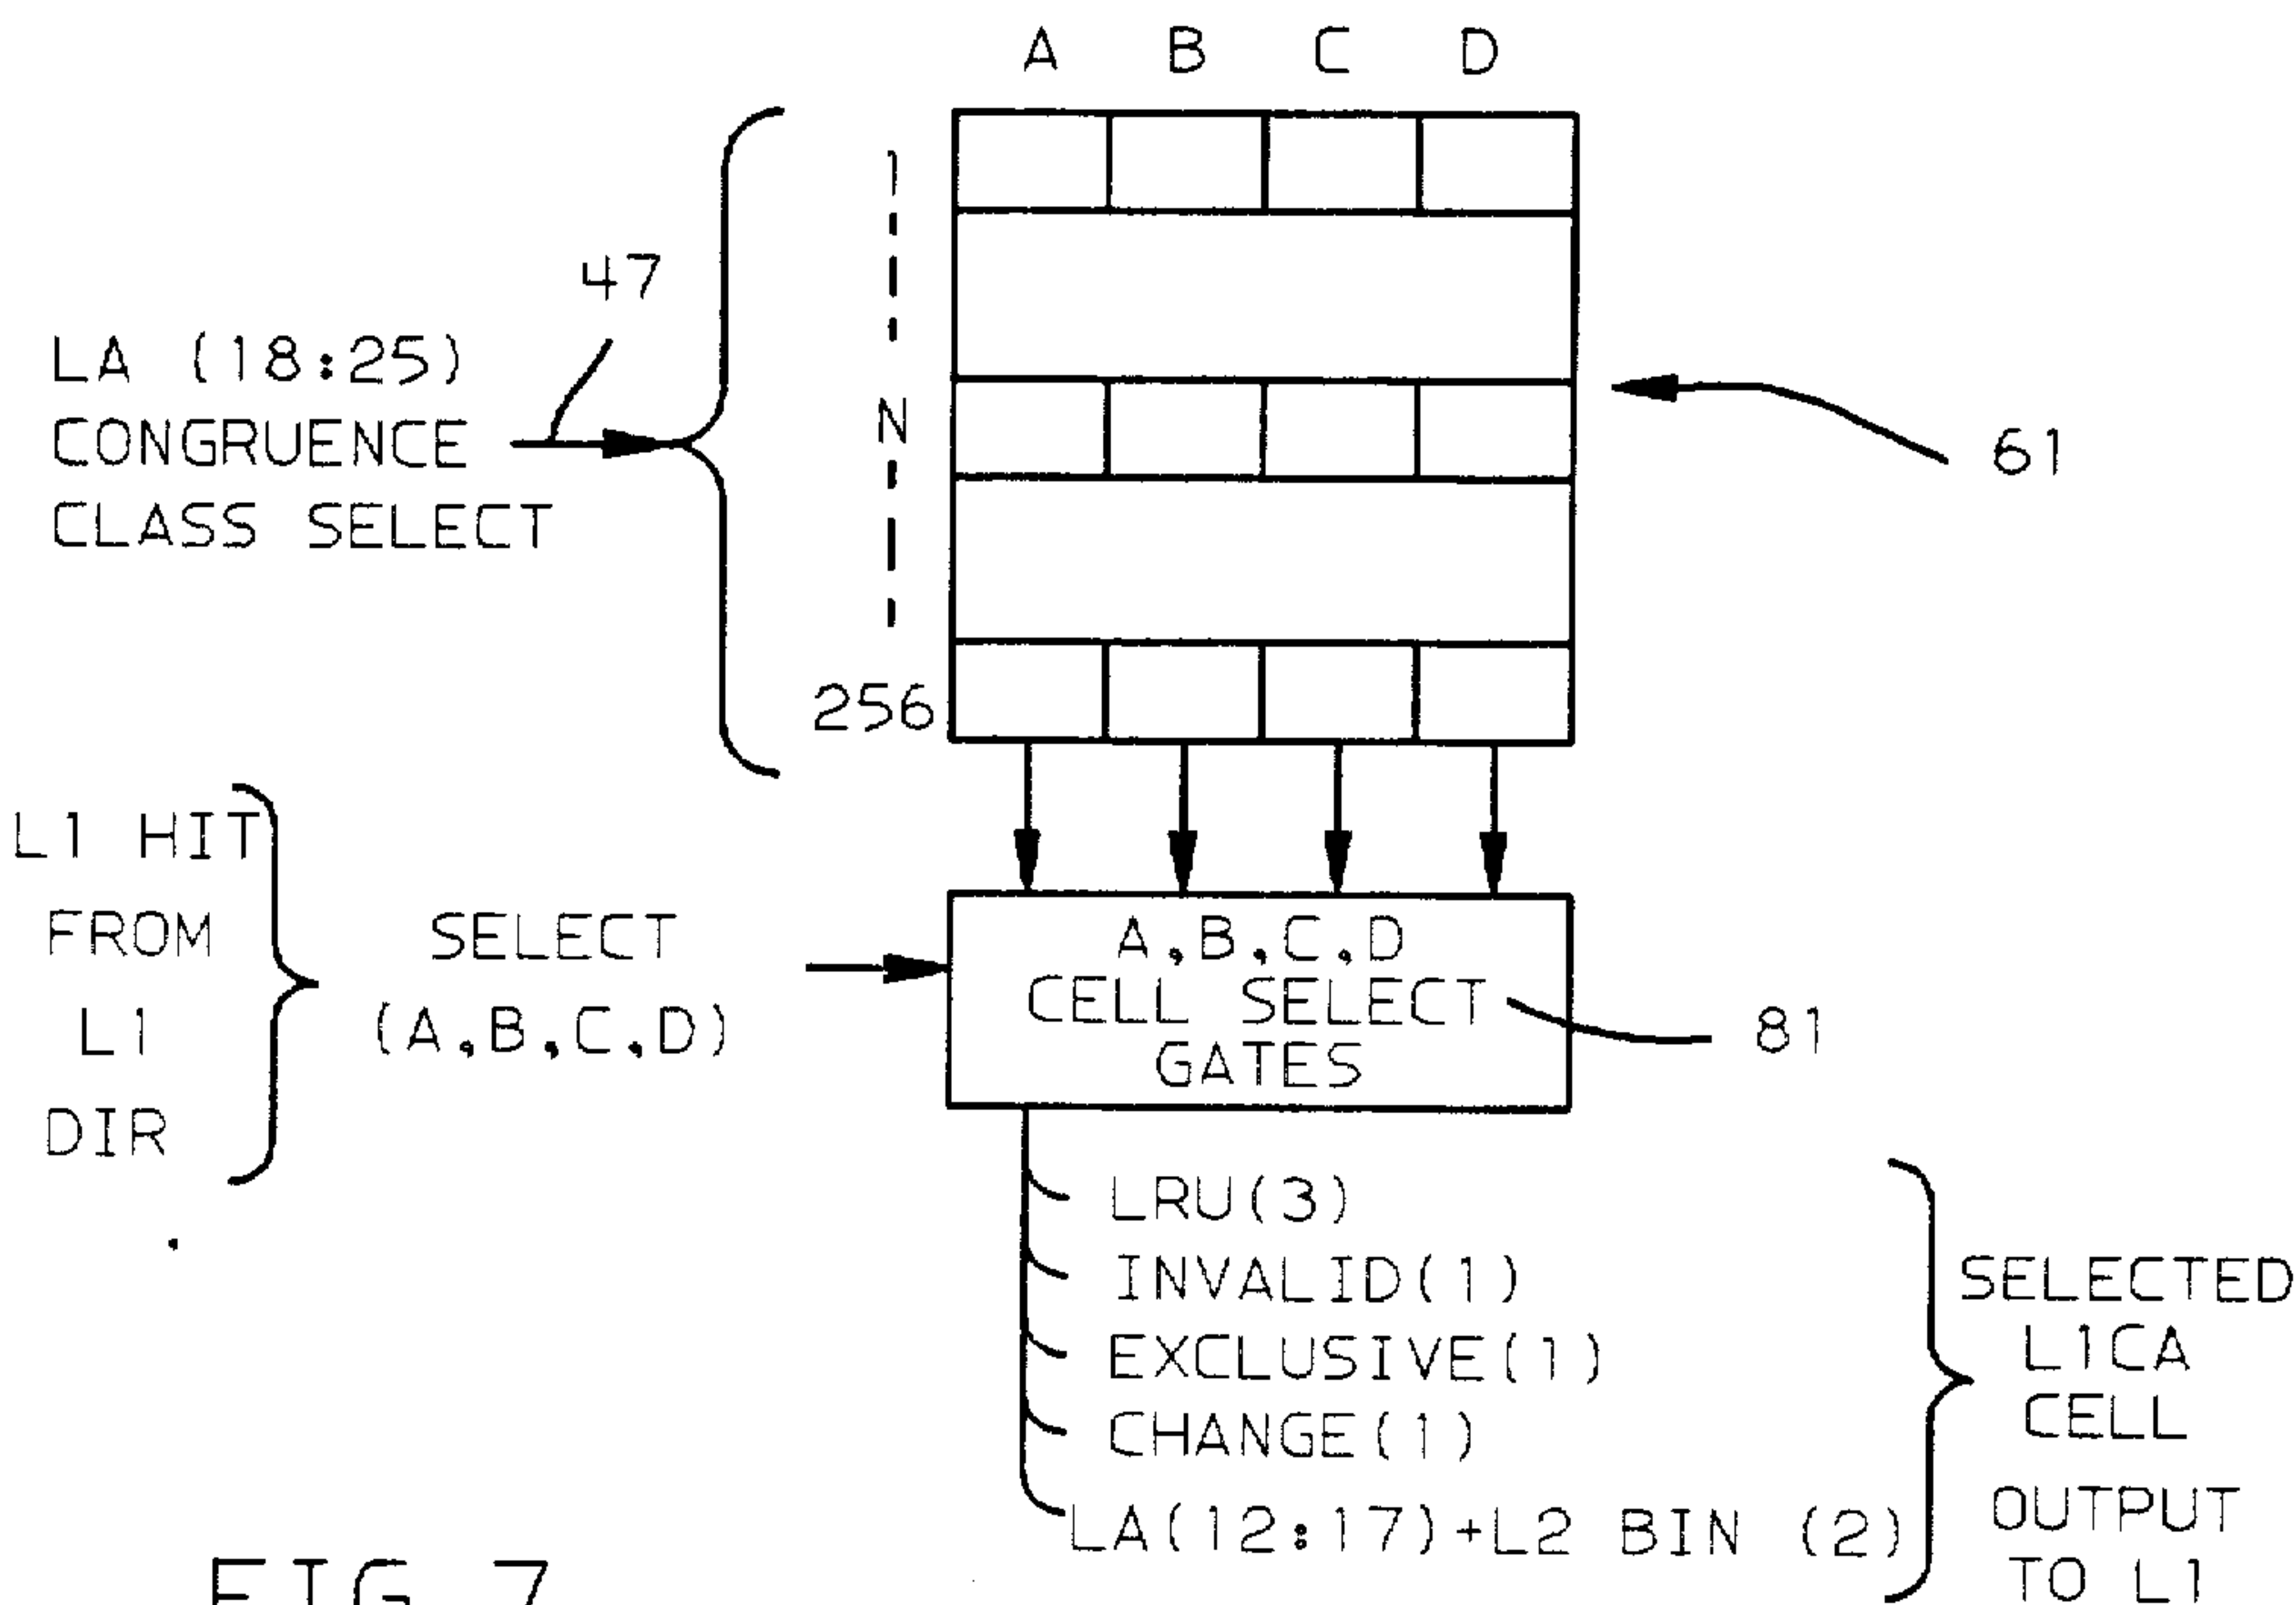 A B C D
1
47
LA (18:25)
CONGRUENCE
CLASS SELECT
N
61
256
L1 HIT
FROM
L1
DIR
SELECT
(A,B,C,D)
A,B,C,D
CELL SELECT
GATES
81
LRU(3)
INVALID(1)
EXCLUSIVE(1)
CHANGE(1)
LA(12:17)+L2 BIN (2)
SELECTED
L1CA
CELL
OUTPUT
TO L1
FIG.7